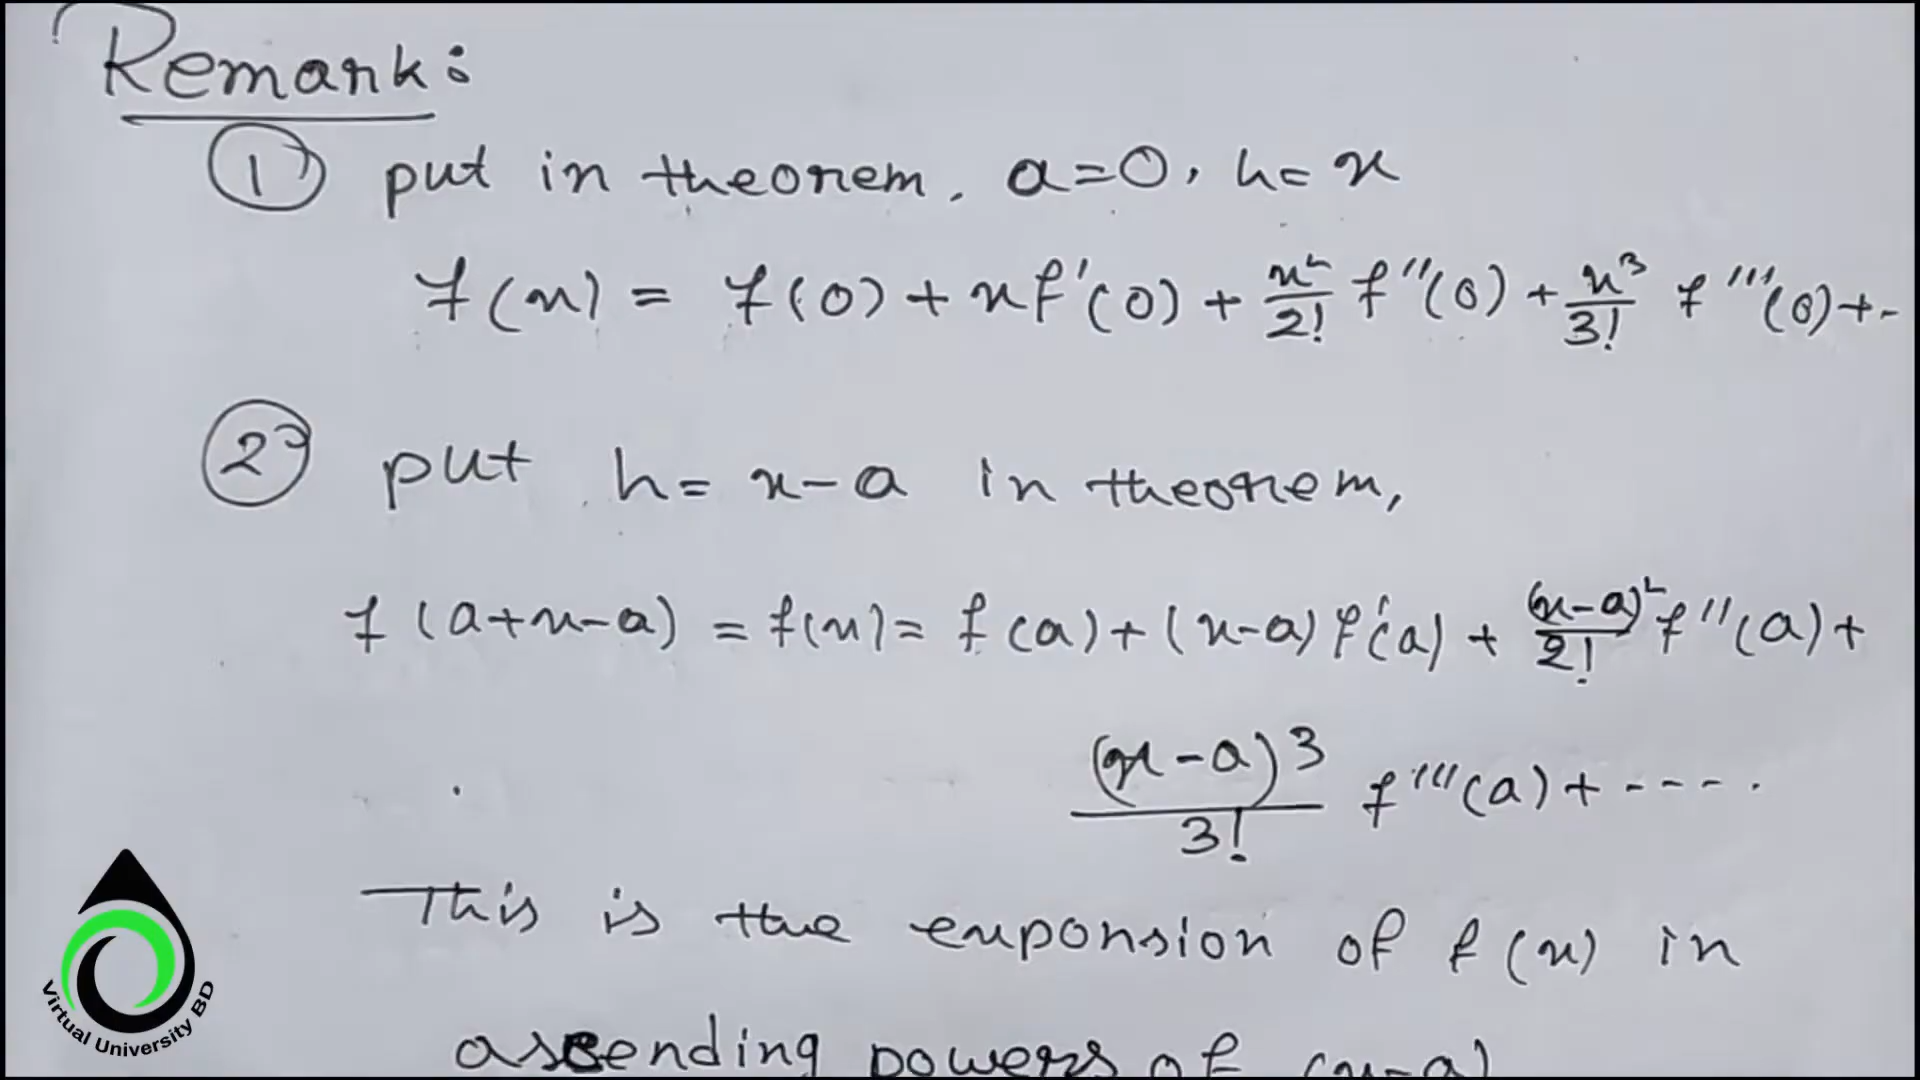 Remark:
① put in theorem, a=0, h=x
f(x) = f(0) + xf'(0) + x²/2! f''(0) + x³/3! f'''(0)+--
② put h= x-a in theorem,
f (a+x-a) = f(x) = f(a) + (x-a) f'(a) + (x-a)²/2! f''(a) +
(x-a)³/3! f'''(a) + - - - - .
This is the exponsion of f(x) in
ascending powers of (x-a)
Virtual University BD